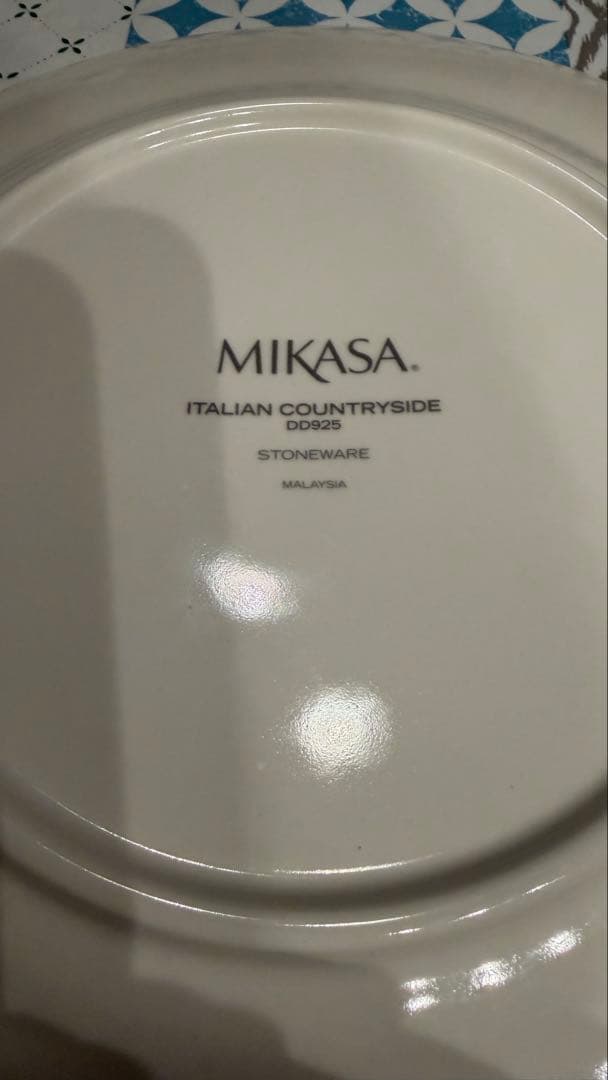 MIKASA®
ITALIAN COUNTRYSIDE
DD925
STONEWARE
MALAYSIA